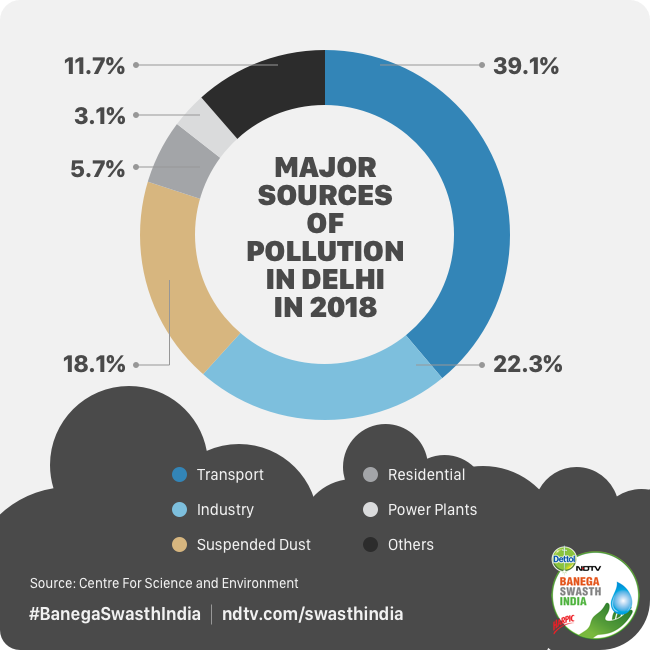 11.7%
39.1%
3.1%
5.7%
MAJOR
SOURCES
OF
POLLUTION
IN DELHI
IN 2018
18.1%
22.3%
Transport
Residential
Industry
Power Plants
Suspended Dust
Others
Source: Centre For Science and Environment
#BanegaSwasthIndia | ndtv.com/swasthindia
Dettol
NDTV
BANEGA
SWASTH
INDIA
HARPIC